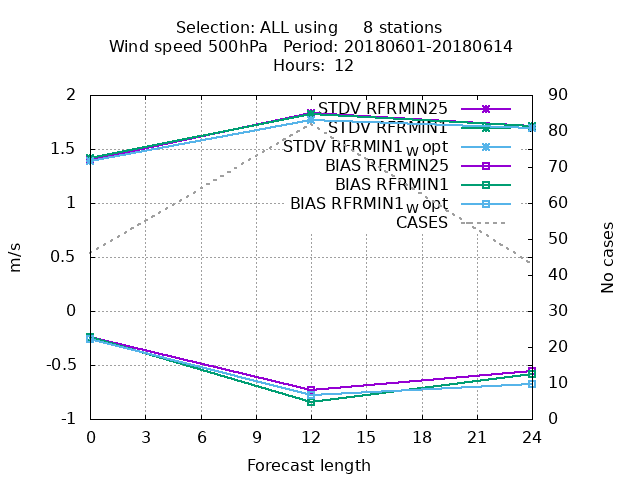 Selection: ALL using 8 stations
Wind speed 500hPa Period: 20180601-20180614
Hours: 12
2
1.5
1
0.5
0
-0.5
-1
m/s
90
80
70
60
50
40
30
20
10
0
No cases
STDV RFRMIN25
STDV RFRMIN1
STDV RFRMIN1w opt
BIAS RFRMIN25
BIAS RFRMIN1
BIAS RFRMIN1w opt
CASES
0 3 6 9 12 15 18 21 24
Forecast length